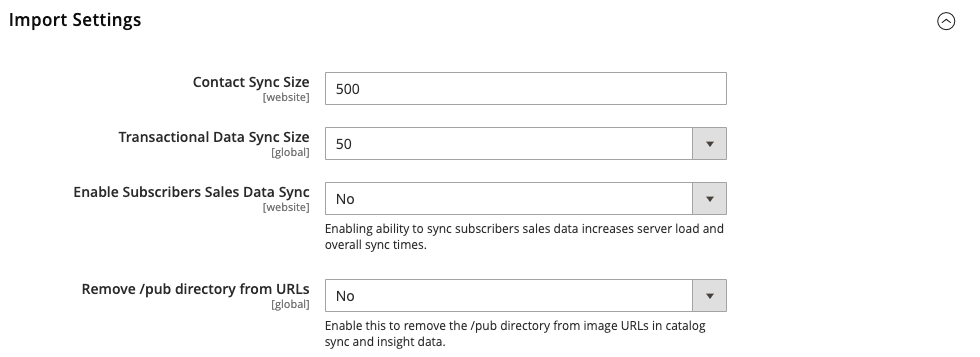 Import Settings
Contact Sync Size
[website]
500
Transactional Data Sync Size
[global]
50
Enable Subscribers Sales Data Sync
[website]
No
Enabling ability to sync subscribers sales data increases server load and
overall sync times.
Remove /pub directory from URLs
[global]
No
Enable this to remove the /pub directory from image URLs in catalog
sync and insight data.